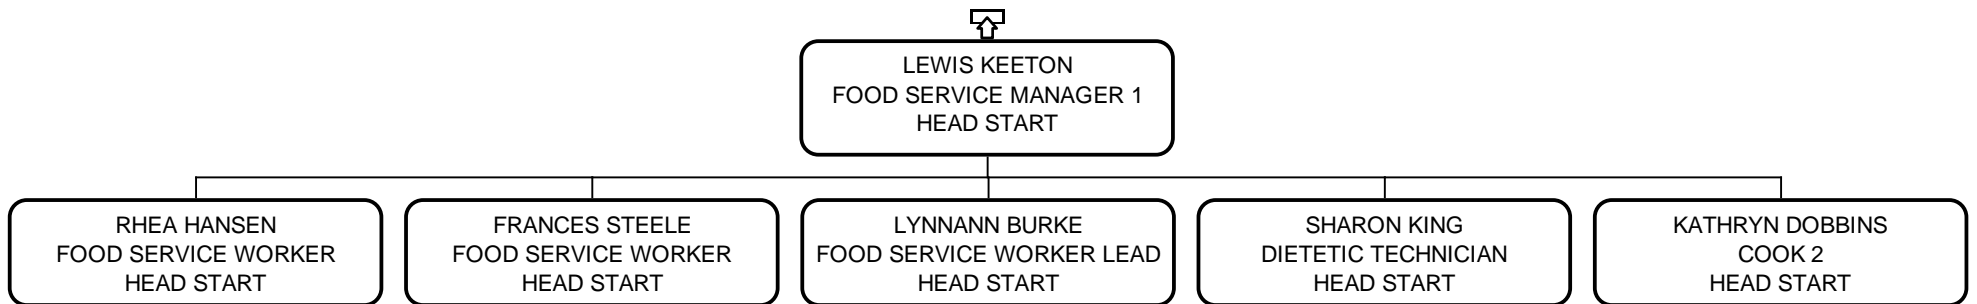 LEWIS KEETON
FOOD SERVICE MANAGER 1
HEAD START
RHEA HANSEN
FOOD SERVICE WORKER
HEAD START
FRANCES STEELE
FOOD SERVICE WORKER
HEAD START
LYNNANN BURKE
FOOD SERVICE WORKER LEAD
HEAD START
SHARON KING
DIETETIC TECHNICIAN
HEAD START
KATHRYN DOBBINS
COOK 2
HEAD START